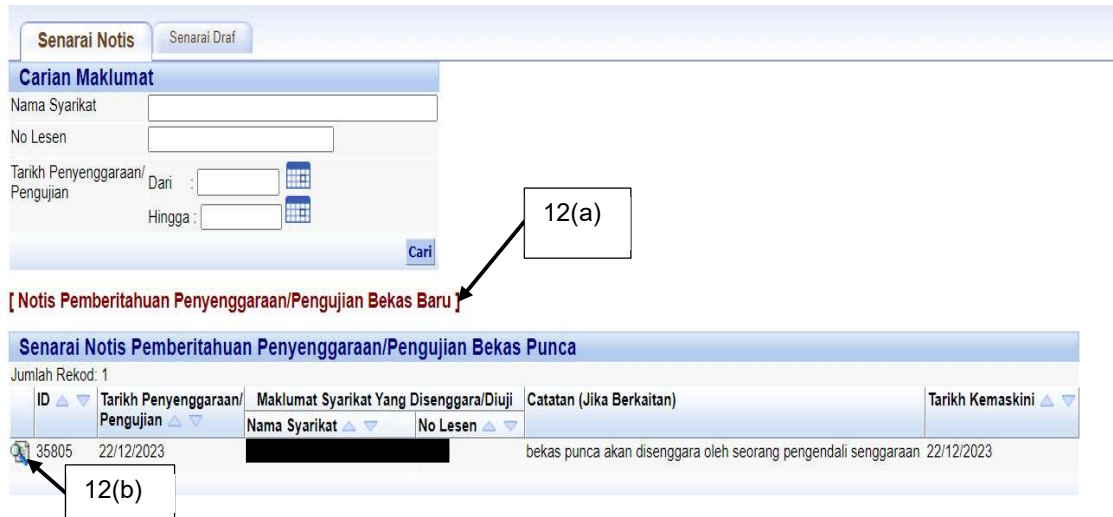 Senarai Notis Senarai Draf
Carian Maklumat
Nama Syarikat
No Lesen
Tarikh Penyenggaraan/
Pengujian
Dari :
Hingga :
Cari
12(a)
[ Notis Pemberitahuan Penyenggaraan/Pengujian Bekas Baru ]
Senarai Notis Pemberitahuan Penyenggaraan/Pengujian Bekas Punca
Jumlah Rekod: 1
ID Tarikh Penyenggaraan/ Maklumat Syarikat Yang Disenggara/Diuji Catatan (Jika Berkaitan) Tarikh Kemaskini
Pengujian Nama Syarikat No Lesen
35805 22/12/2023 bekas punca akan disenggara oleh seorang pengendali senggaraan 22/12/2023
12(b)